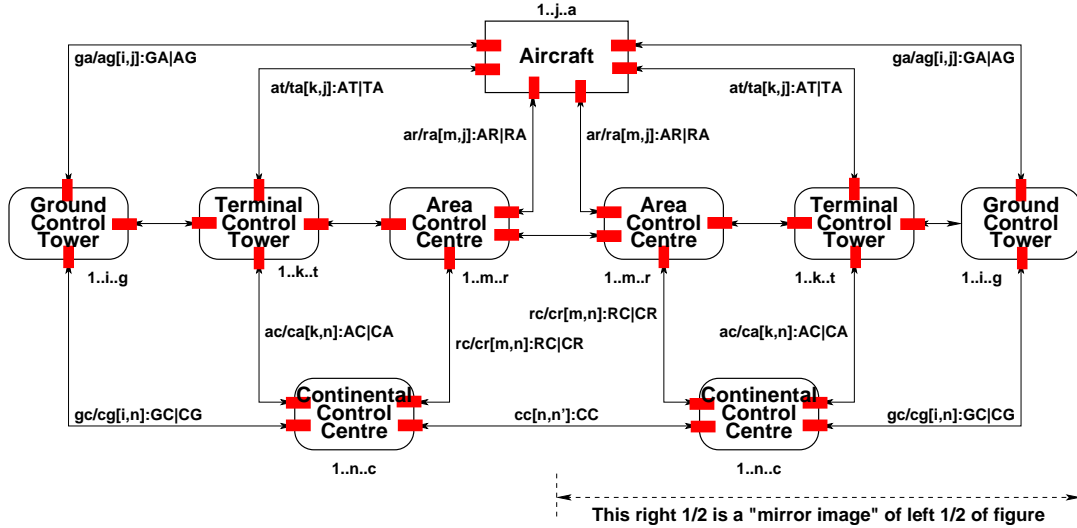 1..j..a
Aircraft
ga/ag[i,j]:GA|AG
ga/ag[i,j]:GA|AG
at/ta[k,j]:AT|TA
at/ta[k,j]:AT|TA
ar/ra[m,j]:AR|RA
ar/ra[m,j]:AR|RA
Ground
Control
Tower
Terminal
Control
Tower
Area
Control
Centre
Area
Control
Centre
Terminal
Control
Tower
Ground
Control
Tower
1..i..g
1..k..t
1..m..r
1..m..r
1..k..t
1..i..g
rc/cr[m,n]:RC|CR
ac/ca[k,n]:AC|CA
ac/ca[k,n]:AC|CA
rc/cr[m,n]:RC|CR
Continental
Control
Centre
Continental
Control
Centre
gc/cg[i,n]:GC|CG
cc[n,n']:CC
gc/cg[i,n]:GC|CG
1..n..c
1..n..c
This right 1/2 is a "mirror image" of left 1/2 of figure